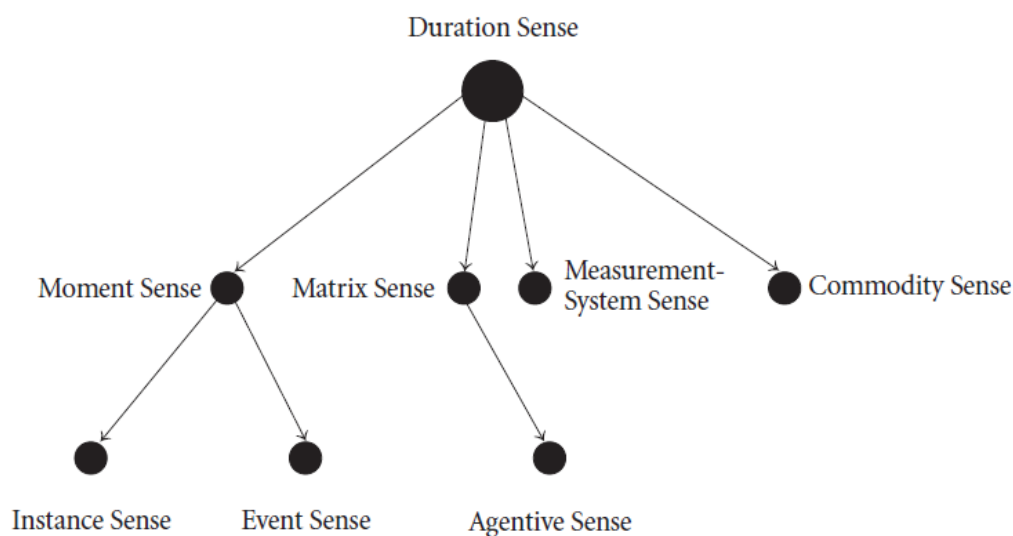 Duration Sense
Moment Sense
Matrix Sense
Measurement-
System Sense
Commodity Sense
Instance Sense
Event Sense
Agentive Sense